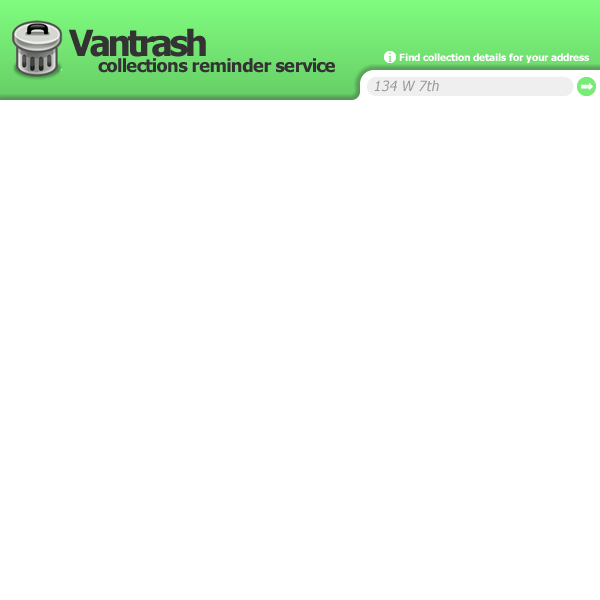 Vantrash
collections reminder service
Find collection details for your address
134 W 7th